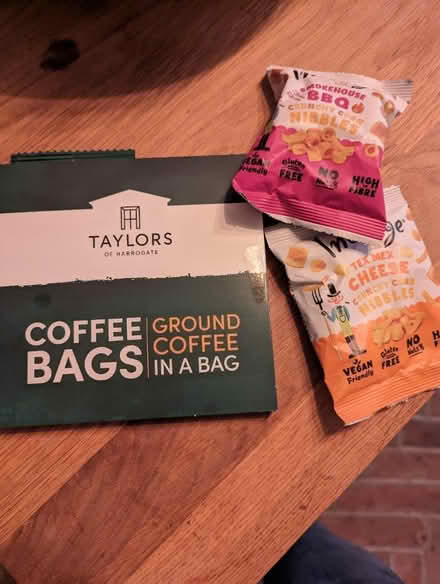 TAYLORS
OF HARROGATE
COFFEE
BAGS
GROUND
COFFEE
IN A BAG
SMOKEHOUSE
BBQ
CRUNCHY CORN
NIBBLES
VEGAN
Friendly
Gluten
FREE
NO
HIGH
FIBRE
TEX MEX
CHEESE
CRUNCHY CORN
NIBBLES
VEGAN
Friendly
Gluten
FREE
NO